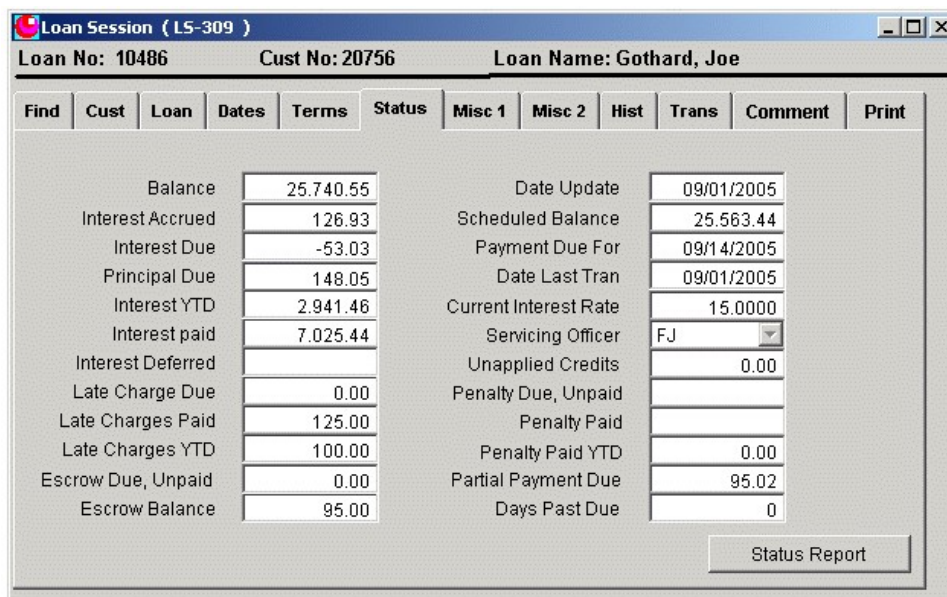 Loan Session ( LS-309 )
Loan No: 10486 Cust No: 20756 Loan Name: Gothard, Joe
Find Cust Loan Dates Terms Status Misc 1 Misc 2 Hist Trans Comment Print
Balance 25.740.55 Date Update 09/01/2005
Interest Accrued 126.93 Scheduled Balance 25.563.44
Interest Due -53.03 Payment Due For 09/14/2005
Principal Due 148.05 Date Last Tran 09/01/2005
Interest YTD 2.941.46 Current Interest Rate 15.0000
Interest paid 7.025.44 Servicing Officer FJ
Interest Deferred Unapplied Credits 0.00
Late Charge Due 0.00 Penalty Due, Unpaid
Late Charges Paid 125.00 Penalty Paid
Late Charges YTD 100.00 Penalty Paid YTD 0.00
Escrow Due, Unpaid 0.00 Partial Payment Due 95.02
Escrow Balance 95.00 Days Past Due 0
Status Report